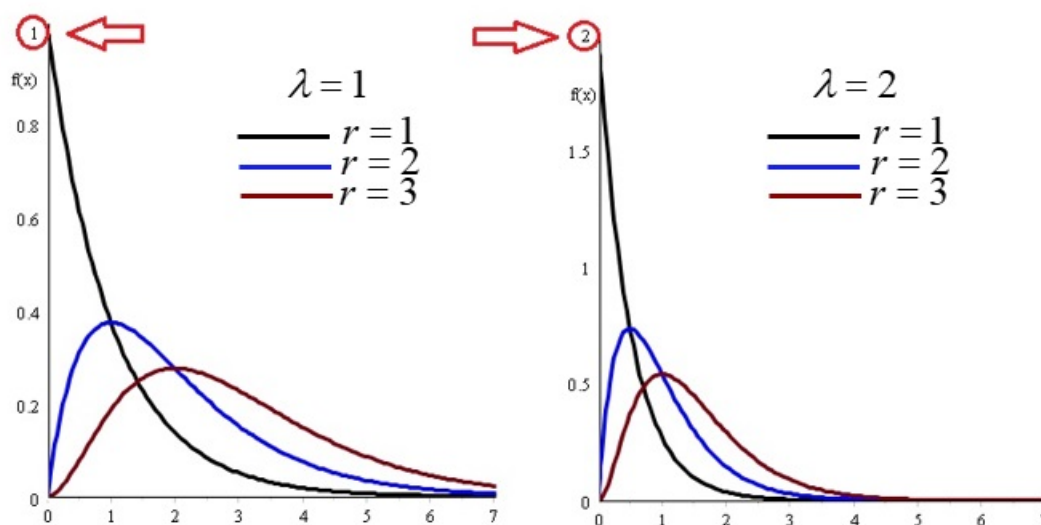 1
f(x)
λ = 1
r = 1
r = 2
r = 3
0.8
0.6
0.4
0.2
0
0 1 2 3 4 5 6 7
2
f(x)
λ = 2
r = 1
r = 2
r = 3
1.5
1
0.5
0
0 1 2 3 4 5 6 7